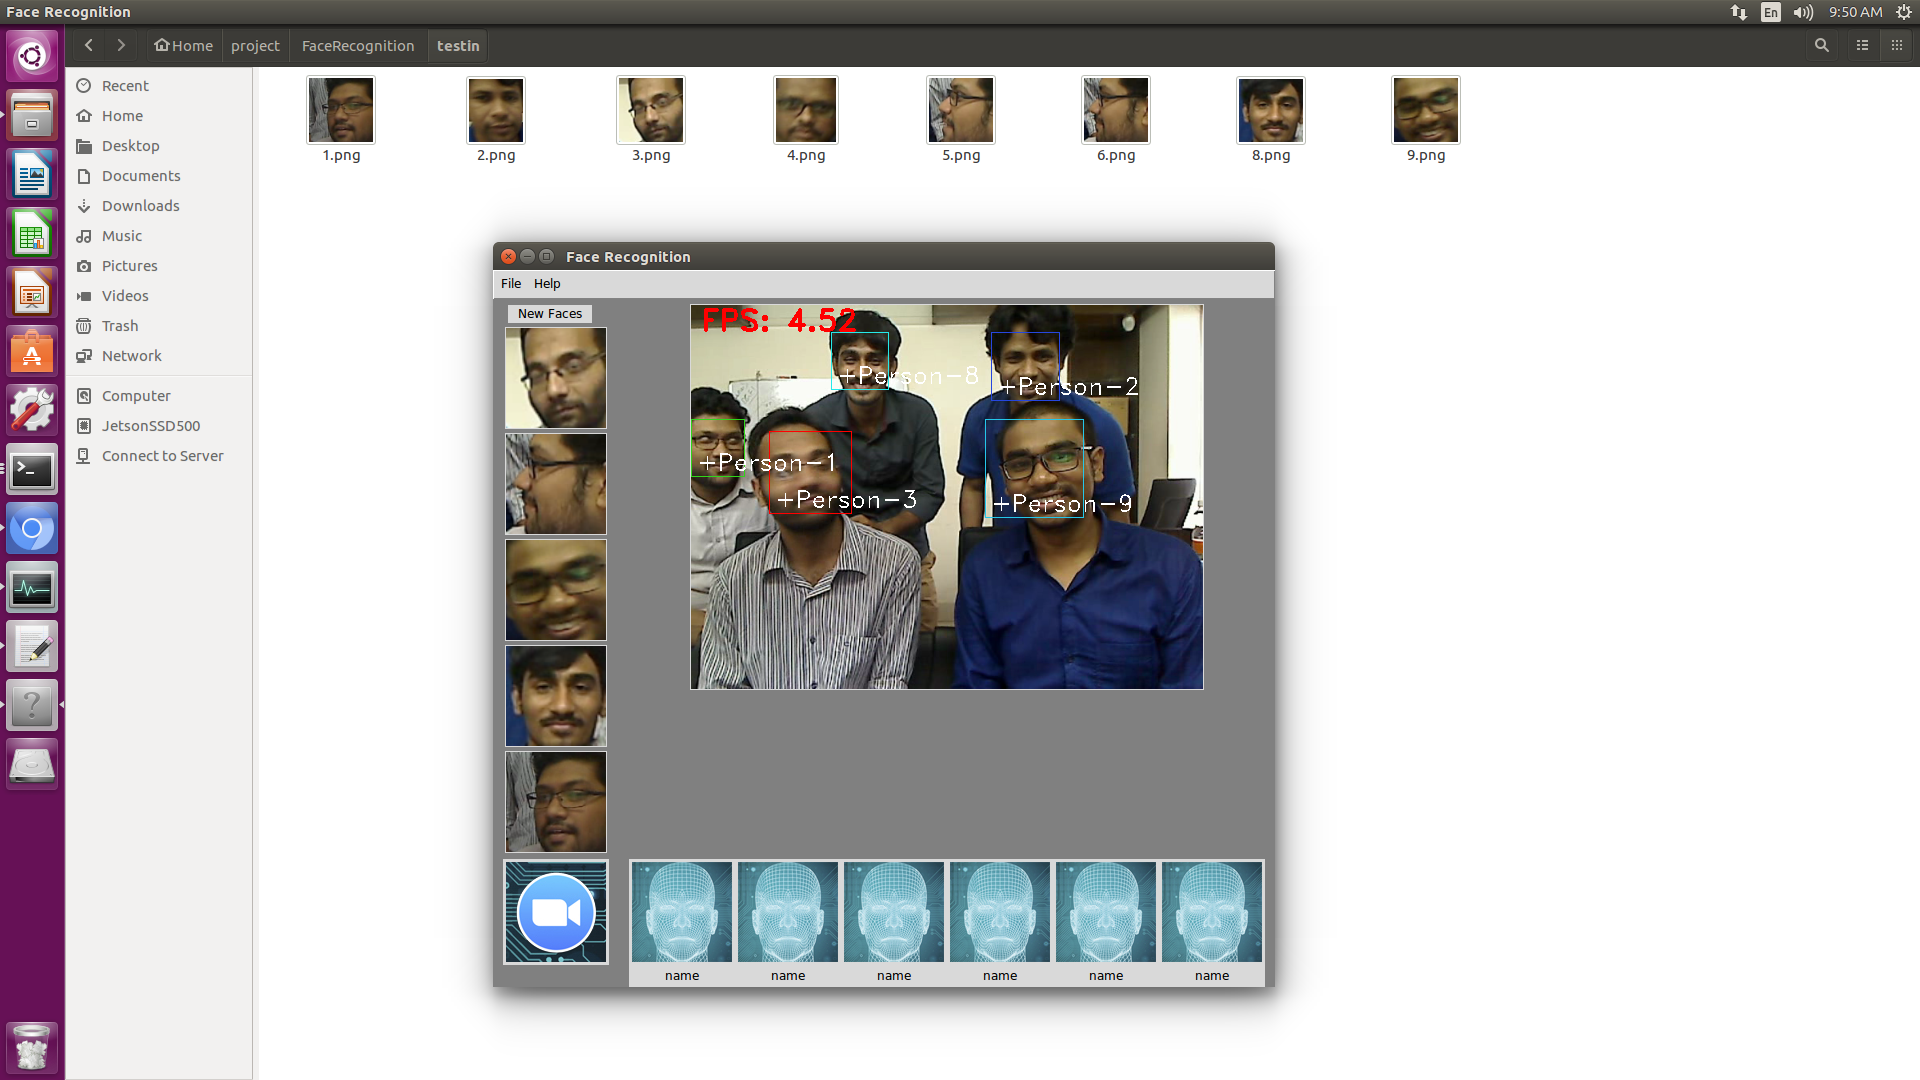 Face Recognition
En
9:50 AM
Home
project
FaceRecognition
testin
Recent
Home
Desktop
Documents
Downloads
Music
Pictures
Videos
Trash
Network
Computer
JetsonSSD500
Connect to Server
1.png
2.png
3.png
4.png
5.png
6.png
8.png
9.png
Face Recognition
File Help
New Faces
FPS: 4.52
+Person-8
+Person-2
+Person-1
+Person-3
+Person-9
name
name
name
name
name
name